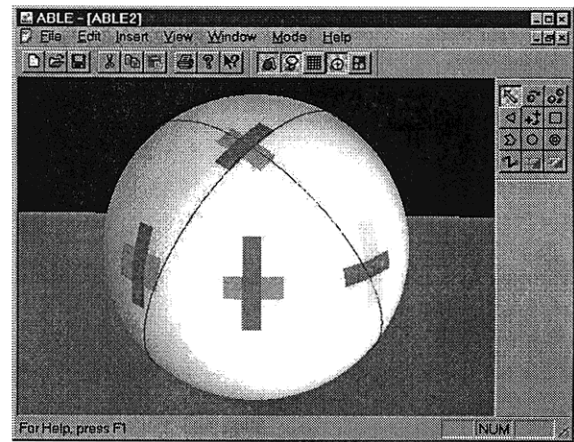 ABLE - [ABLE2]
File Edit Insert View Window Mode Help
For Help, press F1 NUM